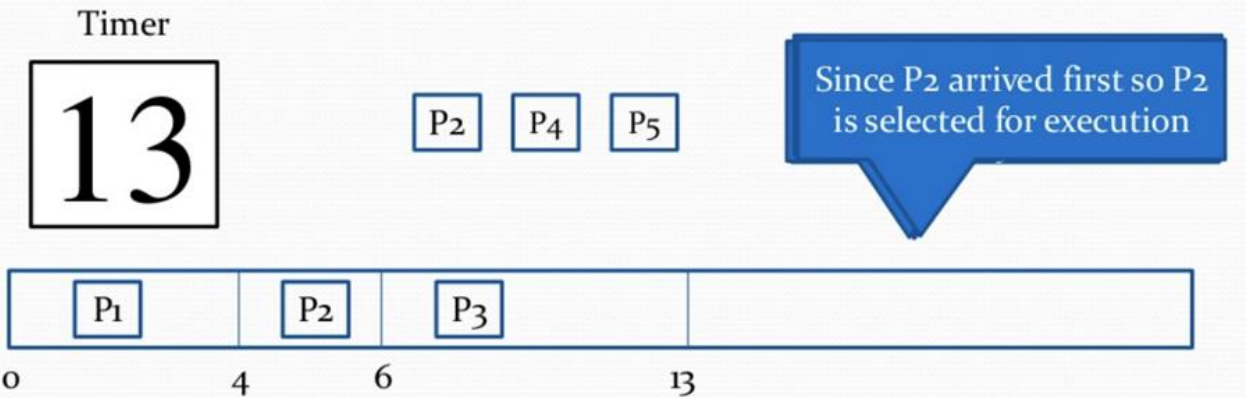 Timer
13
P2 P4 P5
Since P2 arrived first so P2
is selected for execution
P1 P2 P3
0 4 6 13